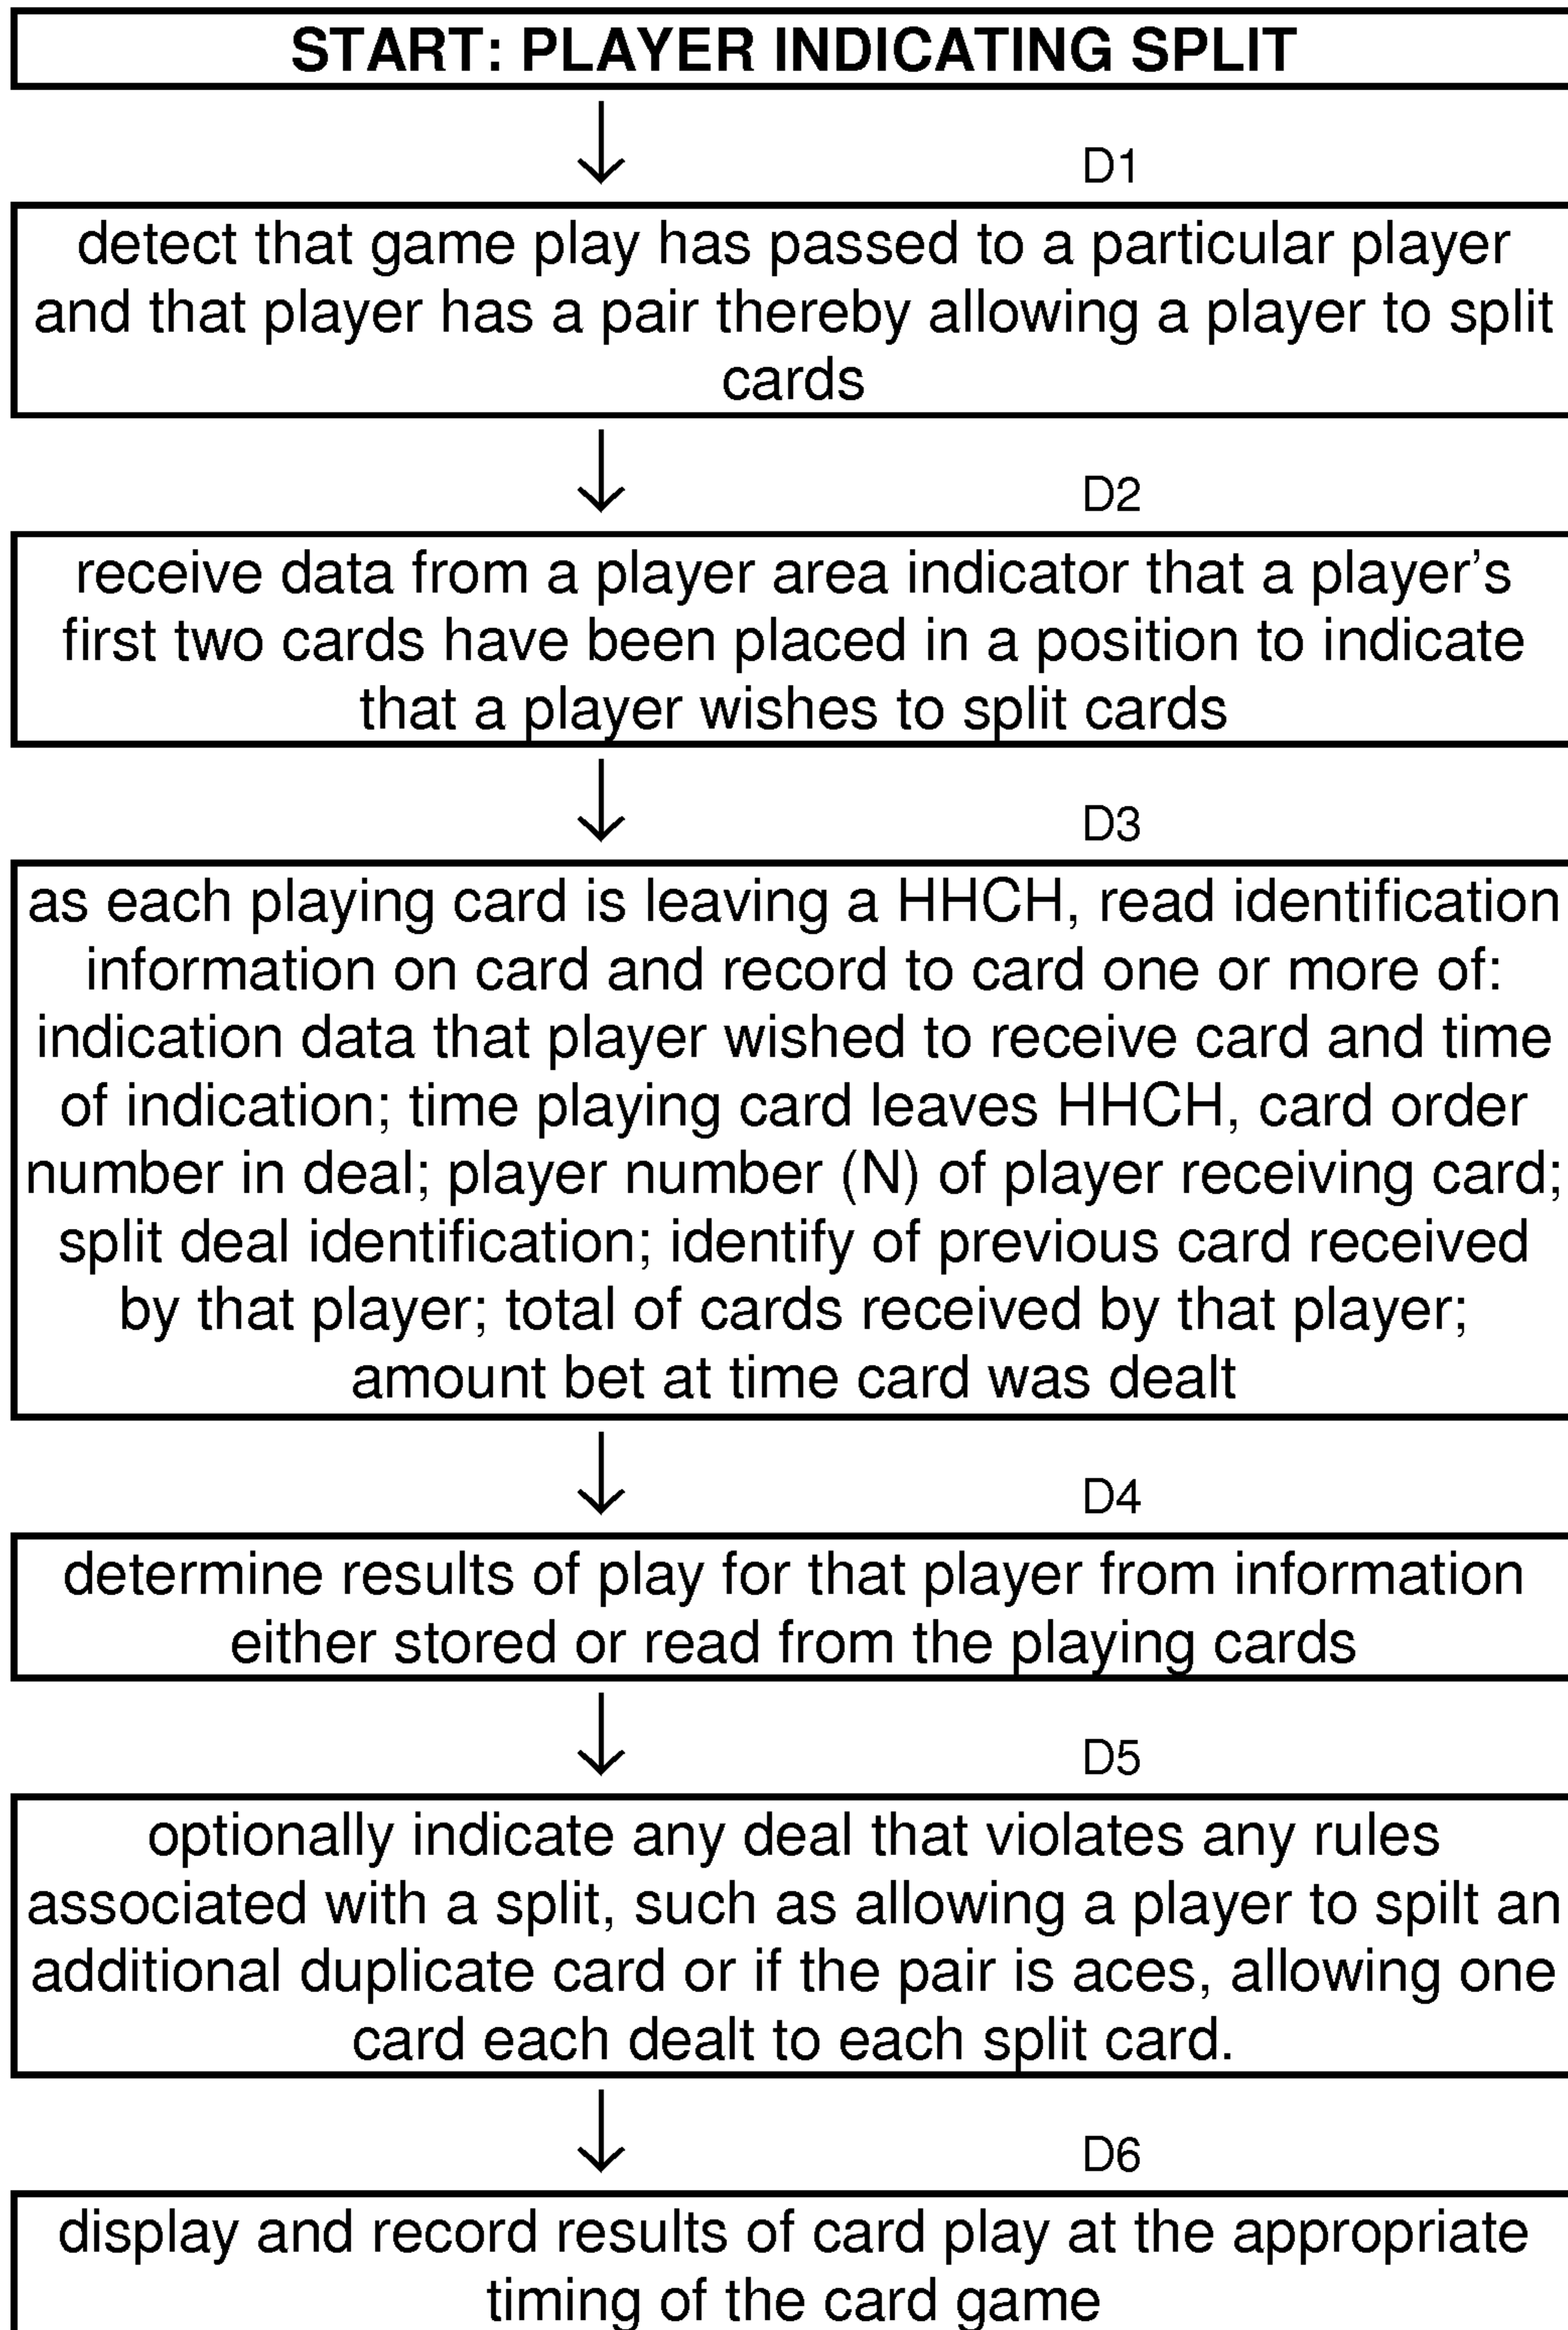 START: PLAYER INDICATING SPLIT
D1
detect that game play has passed to a particular player
and that player has a pair thereby allowing a player to split
cards
D2
receive data from a player area indicator that a player's
first two cards have been placed in a position to indicate
that a player wishes to split cards
D3
as each playing card is leaving a HHCH, read identification
information on card and record to card one or more of:
indication data that player wished to receive card and time
of indication; time playing card leaves HHCH, card order
number in deal; player number (N) of player receiving card;
split deal identification; identify of previous card received
by that player; total of cards received by that player;
amount bet at time card was dealt
D4
determine results of play for that player from information
either stored or read from the playing cards
D5
optionally indicate any deal that violates any rules
associated with a split, such as allowing a player to spilt an
additional duplicate card or if the pair is aces, allowing one
card each dealt to each split card.
D6
display and record results of card play at the appropriate
timing of the card game